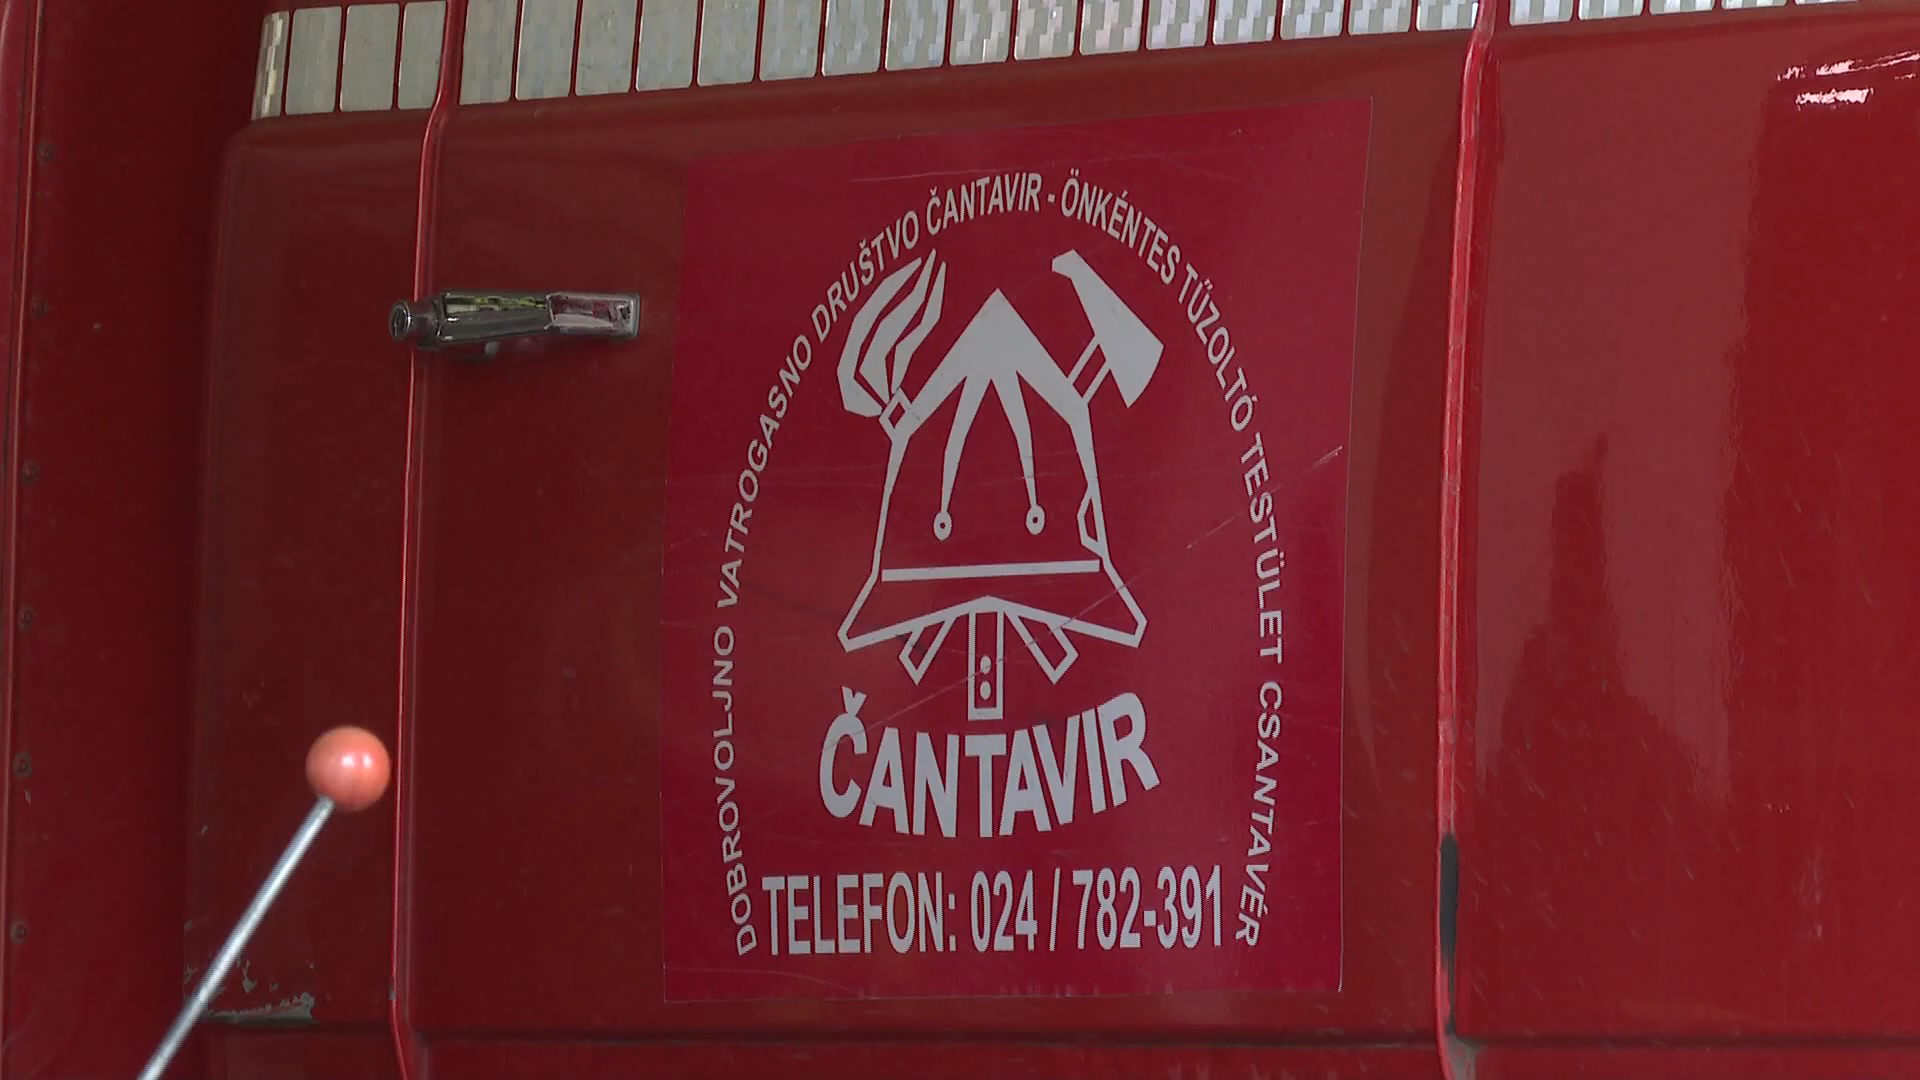 DOBROVOLJNO VATROGASNO DRUŠTVO ČANTAVIR - ÖNKÉNTES TŰZOLTÓ TESTÜLET CSANTAVÉR
ČANTAVIR
TELEFON: 024 / 782-391